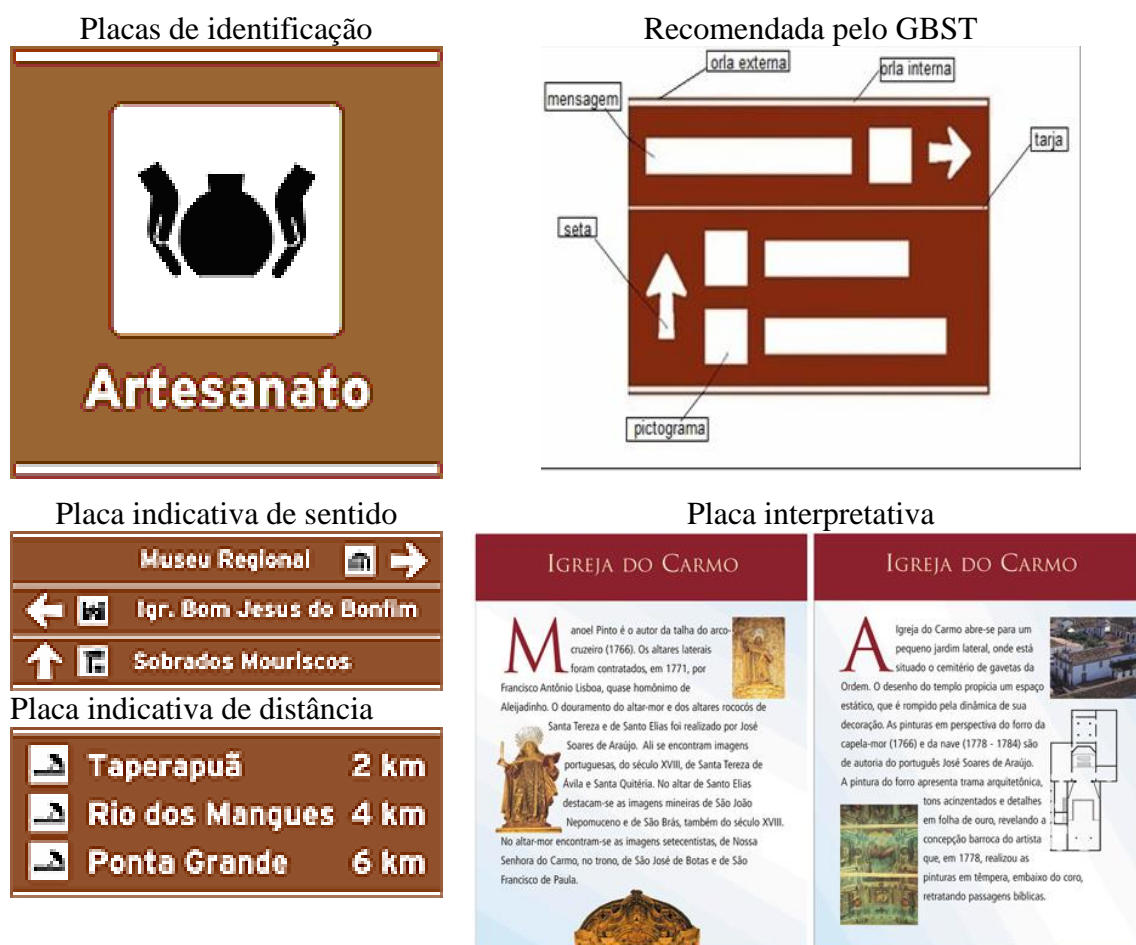 Placas de identificação
Artesanato
Recomendada pelo GBST
orla externa
orla interna
mensagem
tarja
seta
pictograma
Placa indicativa de sentido
Museu Regional
Igr. Bom Jesus do Bonfim
Sobrados Mouriscos
Placa indicativa de distância
Taperapuã 2 km
Rio dos Mangues 4 km
Ponta Grande 6 km
Placa interpretativa
IGREJA DO CARMO
Manoel Pinto é o autor da talha do arco-
cruzeiro (1766). Os altares laterais
foram contratados, em 1771, por
Francisco Antônio Lisboa, quase homônimo de
Aleijadinho. O douramento do altar-mor e dos altares rococós de
Santa Tereza e de Santo Elias foi realizado por José
Soares de Araújo. Ali se encontram imagens
portuguesas, do século XVIII, de Santa Tereza de
Ávila e Santa Quitéria. No altar de Santo Elias
destacam-se as imagens mineiras de São João
Nepomuceno e de São Brás, também do século XVIII.
No altar-mor encontram-se as imagens setecentistas, de Nossa
Senhora do Carmo, no trono, de São José de Botas e de São
Francisco de Paula.
IGREJA DO CARMO
A Igreja do Carmo abre-se para um
pequeno jardim lateral, onde está
situado o cemitério de gavetas da
Ordem. O desenho do templo propicia um espaço
estático, que é rompido pela dinâmica de sua
decoração. As pinturas em perspectiva do forro da
capela-mor (1766) e da nave (1778 - 1784) são
de autoria do português José Soares de Araújo.
A pintura do forro apresenta trama arquitetônica,
tons acinzentados e detalhes
em folha de ouro, revelando a
concepção barroca do artista
que, em 1778, realizou as
pinturas em têmpera, embaixo do coro,
retratando passagens bíblicas.